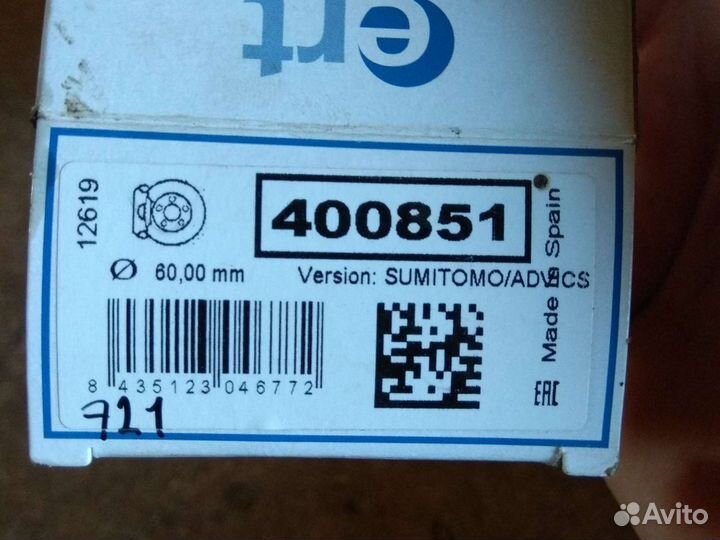 ert
12619
400851
Ø 60,00 mm
Version: SUMITOMO/ADVICS
Made in Spain
8 435123 046772
EAC
721
Avito